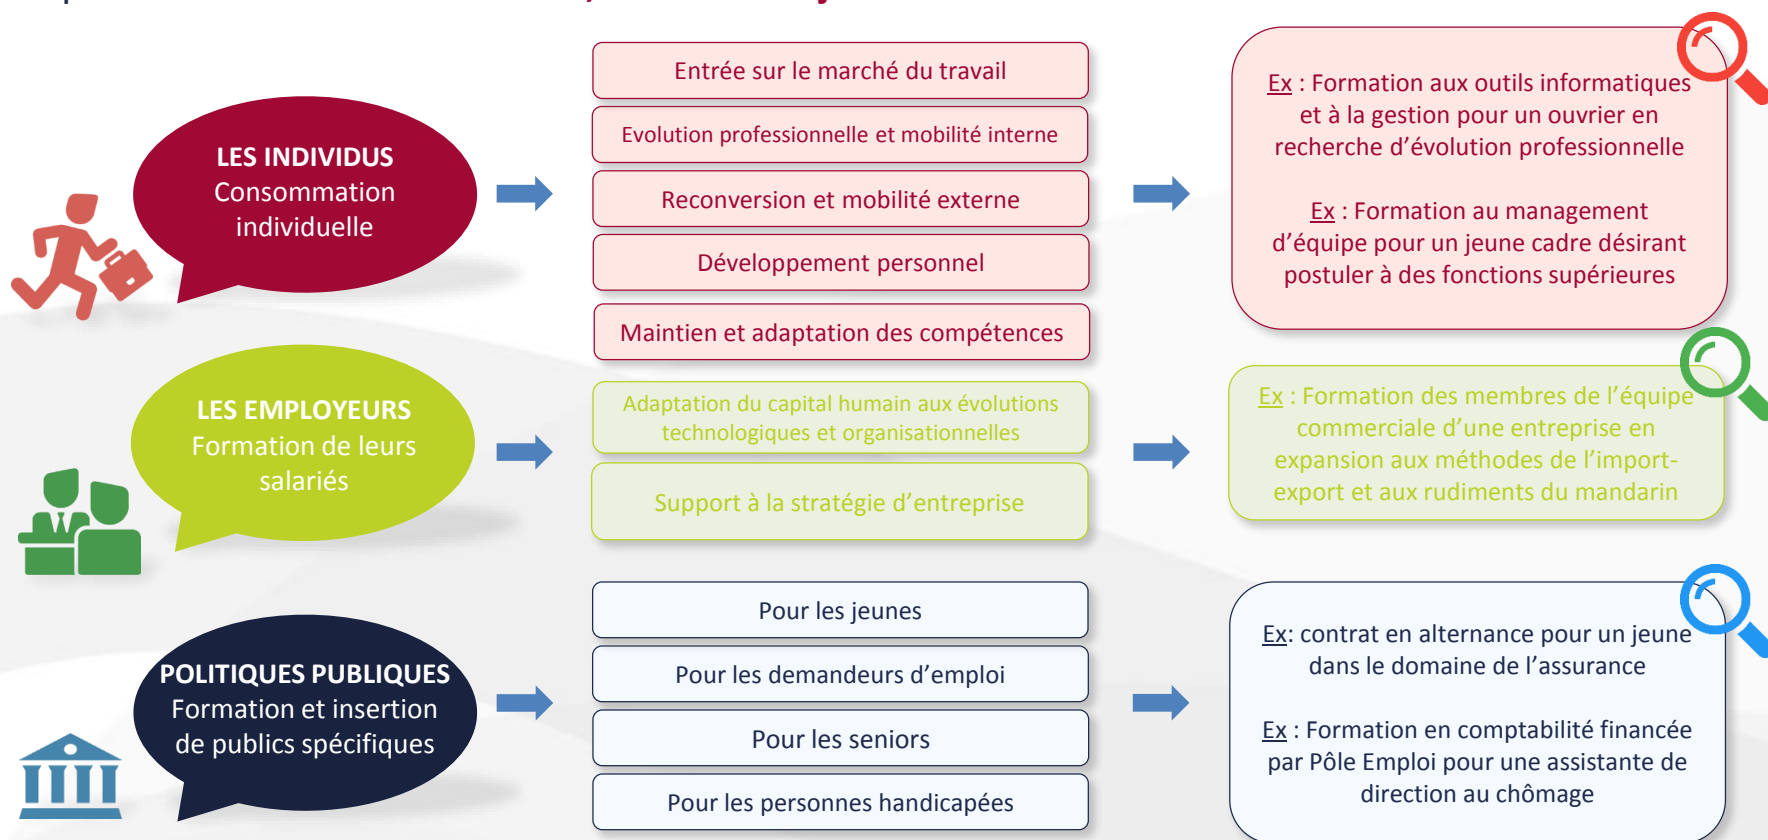 LES INDIVIDUS
Consommation
individuelle
Entrée sur le marché du travail
Evolution professionnelle et mobilité interne
Reconversion et mobilité externe
Développement personnel
Maintien et adaptation des compétences
Ex : Formation aux outils informatiques
et à la gestion pour un ouvrier en
recherche d’évolution professionnelle
Ex : Formation au management
d’équipe pour un jeune cadre désirant
postuler à des fonctions supérieures
LES EMPLOYEURS
Formation de leurs
salariés
Adaptation du capital humain aux évolutions
technologiques et organisationnelles
Support à la stratégie d’entreprise
Ex : Formation des membres de l’équipe
commerciale d’une entreprise en
expansion aux méthodes de l’import-
export et aux rudiments du mandarin
POLITIQUES PUBLIQUES
Formation et insertion
de publics spécifiques
Pour les jeunes
Pour les demandeurs d’emploi
Pour les seniors
Pour les personnes handicapées
Ex: contrat en alternance pour un jeune
dans le domaine de l’assurance
Ex : Formation en comptabilité financée
par Pôle Emploi pour une assistante de
direction au chômage